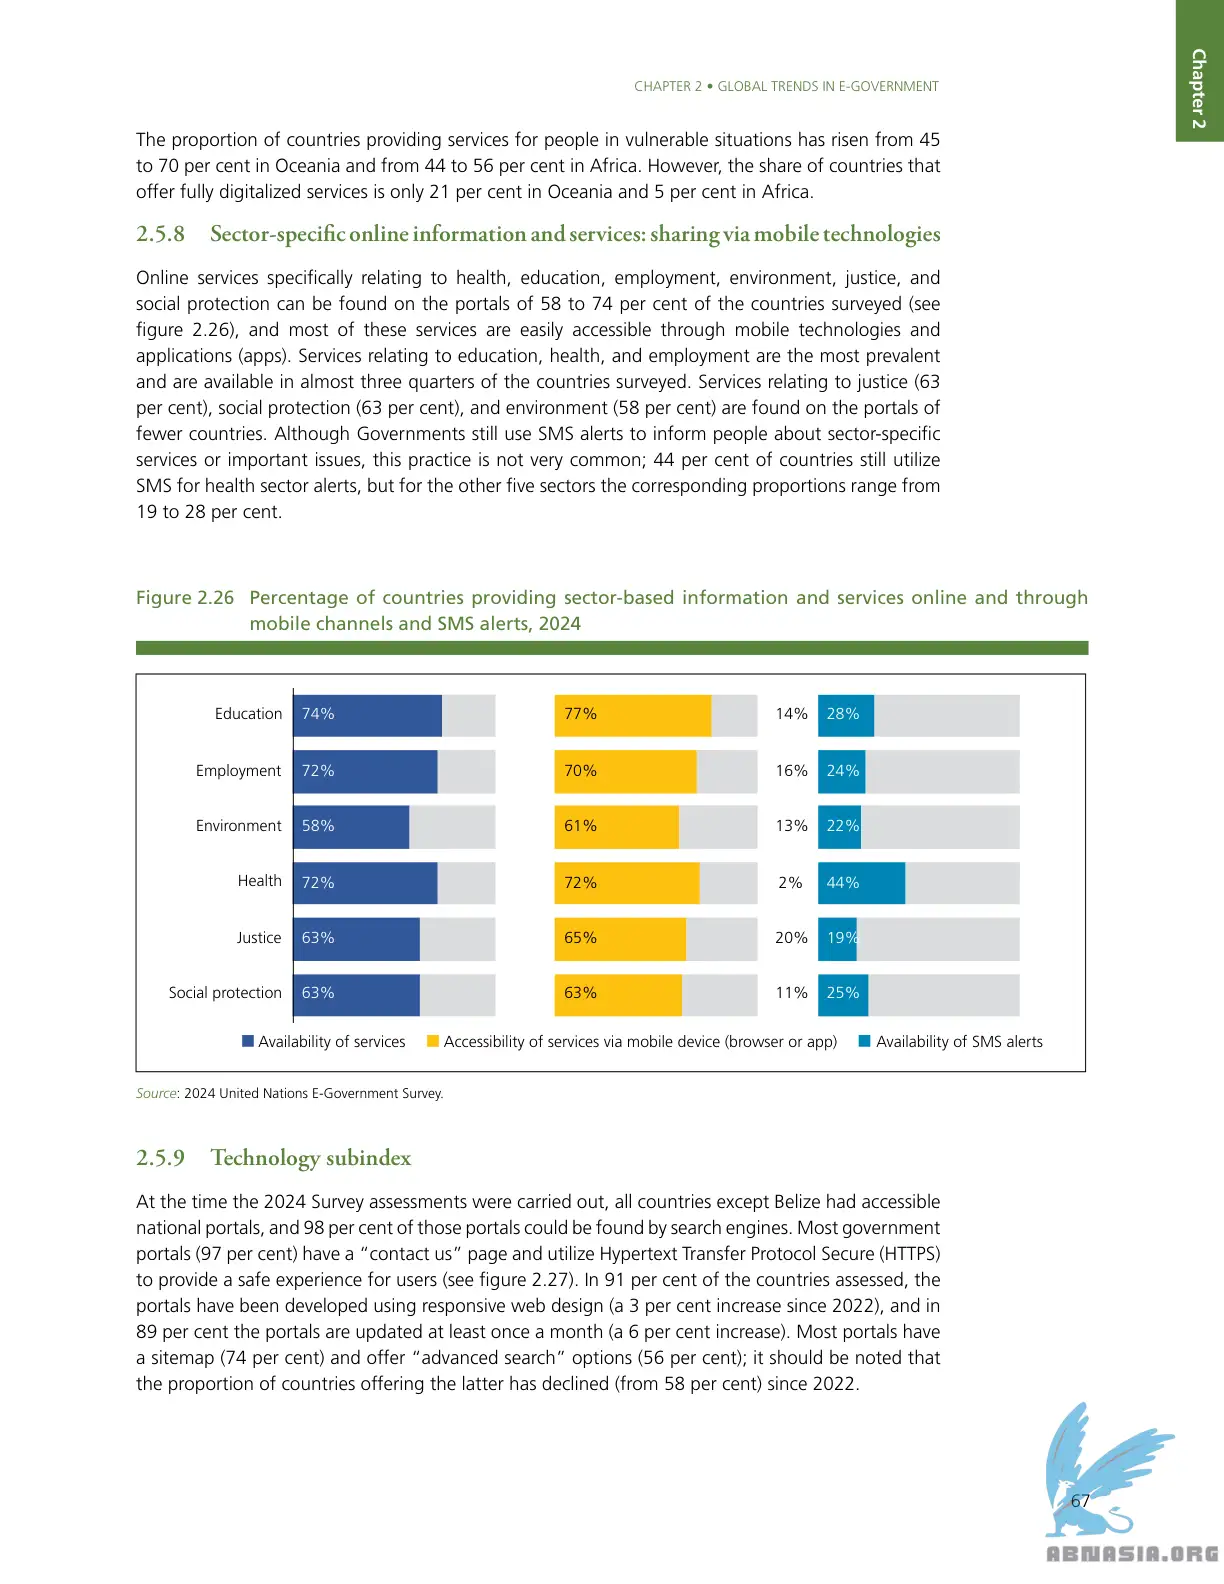 Chapter 2
CHAPTER 2 • GLOBAL TRENDS IN E-GOVERNMENT
The proportion of countries providing services for people in vulnerable situations has risen from 45
to 70 per cent in Oceania and from 44 to 56 per cent in Africa. However, the share of countries that
offer fully digitalized services is only 21 per cent in Oceania and 5 per cent in Africa.
2.5.8 Sector-specific online information and services: sharing via mobile technologies
Online services specifically relating to health, education, employment, environment, justice, and
social protection can be found on the portals of 58 to 74 per cent of the countries surveyed (see
figure 2.26), and most of these services are easily accessible through mobile technologies and
applications (apps). Services relating to education, health, and employment are the most prevalent
and are available in almost three quarters of the countries surveyed. Services relating to justice (63
per cent), social protection (63 per cent), and environment (58 per cent) are found on the portals of
fewer countries. Although Governments still use SMS alerts to inform people about sector-specific
services or important issues, this practice is not very common; 44 per cent of countries still utilize
SMS for health sector alerts, but for the other five sectors the corresponding proportions range from
19 to 28 per cent.
Figure 2.26 Percentage of countries providing sector-based information and services online and through
mobile channels and SMS alerts, 2024
Education 74% 77% 14% 28%
Employment 72% 70% 16% 24%
Environment 58% 61% 13% 22%
Health 72% 72% 2% 44%
Justice 63% 65% 20% 19%
Social protection 63% 63% 11% 25%
Availability of services Accessibility of services via mobile device (browser or app) Availability of SMS alerts
Source: 2024 United Nations E-Government Survey.
2.5.9 Technology subindex
At the time the 2024 Survey assessments were carried out, all countries except Belize had accessible
national portals, and 98 per cent of those portals could be found by search engines. Most government
portals (97 per cent) have a “contact us” page and utilize Hypertext Transfer Protocol Secure (HTTPS)
to provide a safe experience for users (see figure 2.27). In 91 per cent of the countries assessed, the
portals have been developed using responsive web design (a 3 per cent increase since 2022), and in
89 per cent the portals are updated at least once a month (a 6 per cent increase). Most portals have
a sitemap (74 per cent) and offer “advanced search” options (56 per cent); it should be noted that
the proportion of countries offering the latter has declined (from 58 per cent) since 2022.
67
ABNASIA.ORG